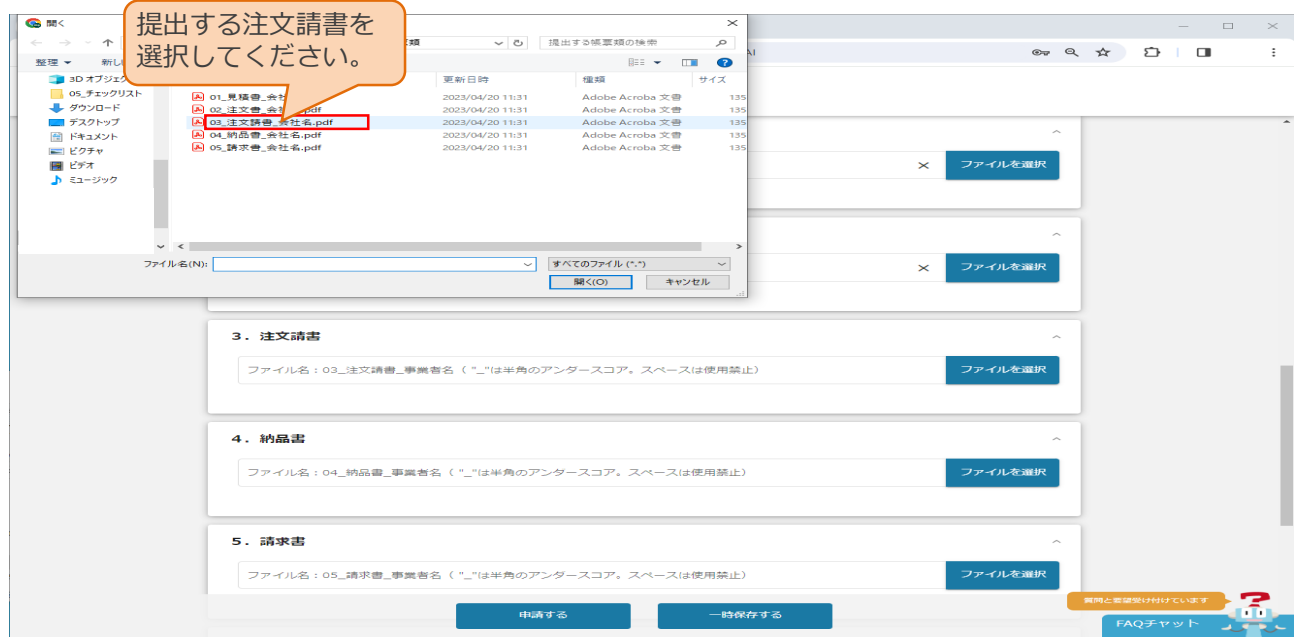 開く
提出する注文請書を
選択してください。
類
提出する帳票類の検索
整理
新し
AI
3D オブジェク
05_チェックリスト
ダウンロード
デスクトップ
ドキュメント
ピクチャ
ビデオ
ミュージック
更新日時 種類 サイズ
01_見積書_会社 2023/04/20 11:31 Adobe Acroba 文書 135
02_注文書_会社 .pdf 2023/04/20 11:31 Adobe Acroba 文書 135
03_注文請書_会社名.pdf 2023/04/20 11:31 Adobe Acroba 文書 135
04_納品書_会社名.pdf 2023/04/20 11:31 Adobe Acroba 文書 135
05_請求書_会社名.pdf 2023/04/20 11:31 Adobe Acroba 文書 135
ファイル名(N):
すべてのファイル (*.*)
開く(O) キャンセル
ファイルを選択
ファイルを選択
3. 注文請書
ファイル名:03_注文請書_事業者名("_"は半角のアンダースコア。スペースは使用禁止)
ファイルを選択
4. 納品書
ファイル名:04_納品書_事業者名("_"は半角のアンダースコア。スペースは使用禁止)
ファイルを選択
5. 請求書
ファイル名:05_請求書_事業者名("_"は半角のアンダースコア。スペースは使用禁止)
ファイルを選択
申請する 一時保存する
質問と要望受け付けています
FAQチャット